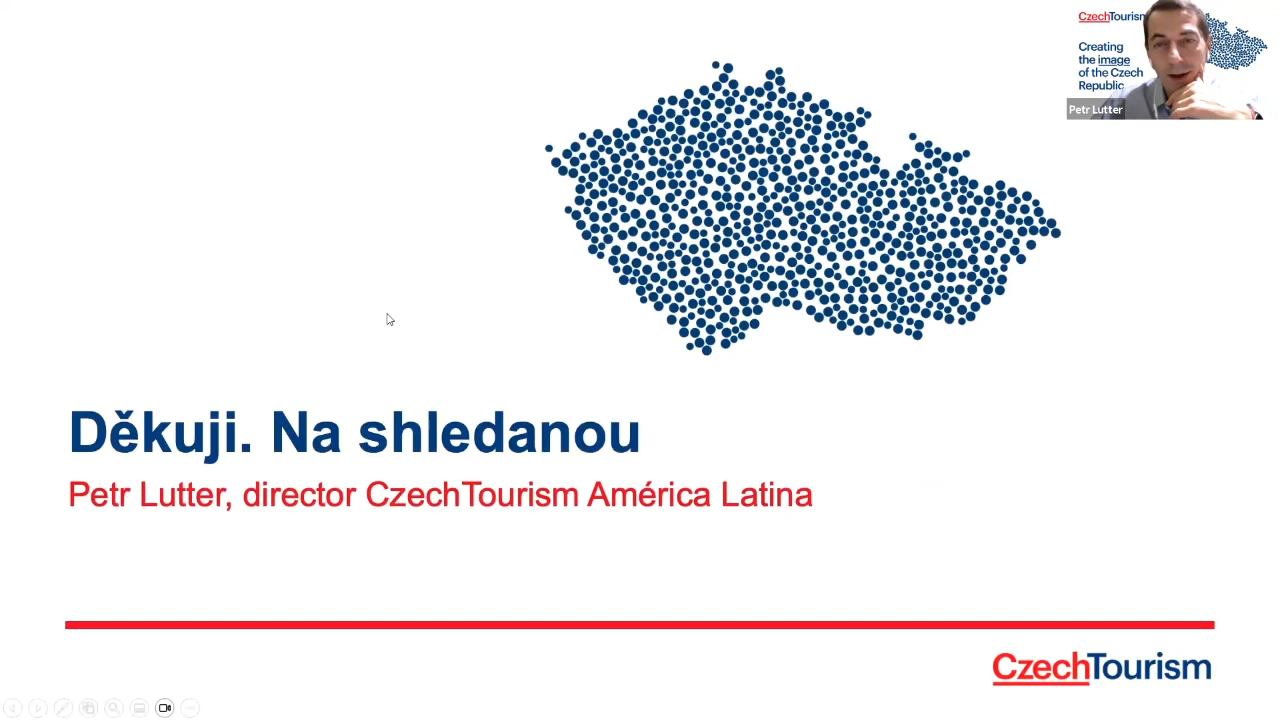 CzechTourism
Creating
the image
of the Czech
Republic
Petr Lutter
Děkuji. Na shledanou
Petr Lutter, director CzechTourism América Latina
CzechTourism